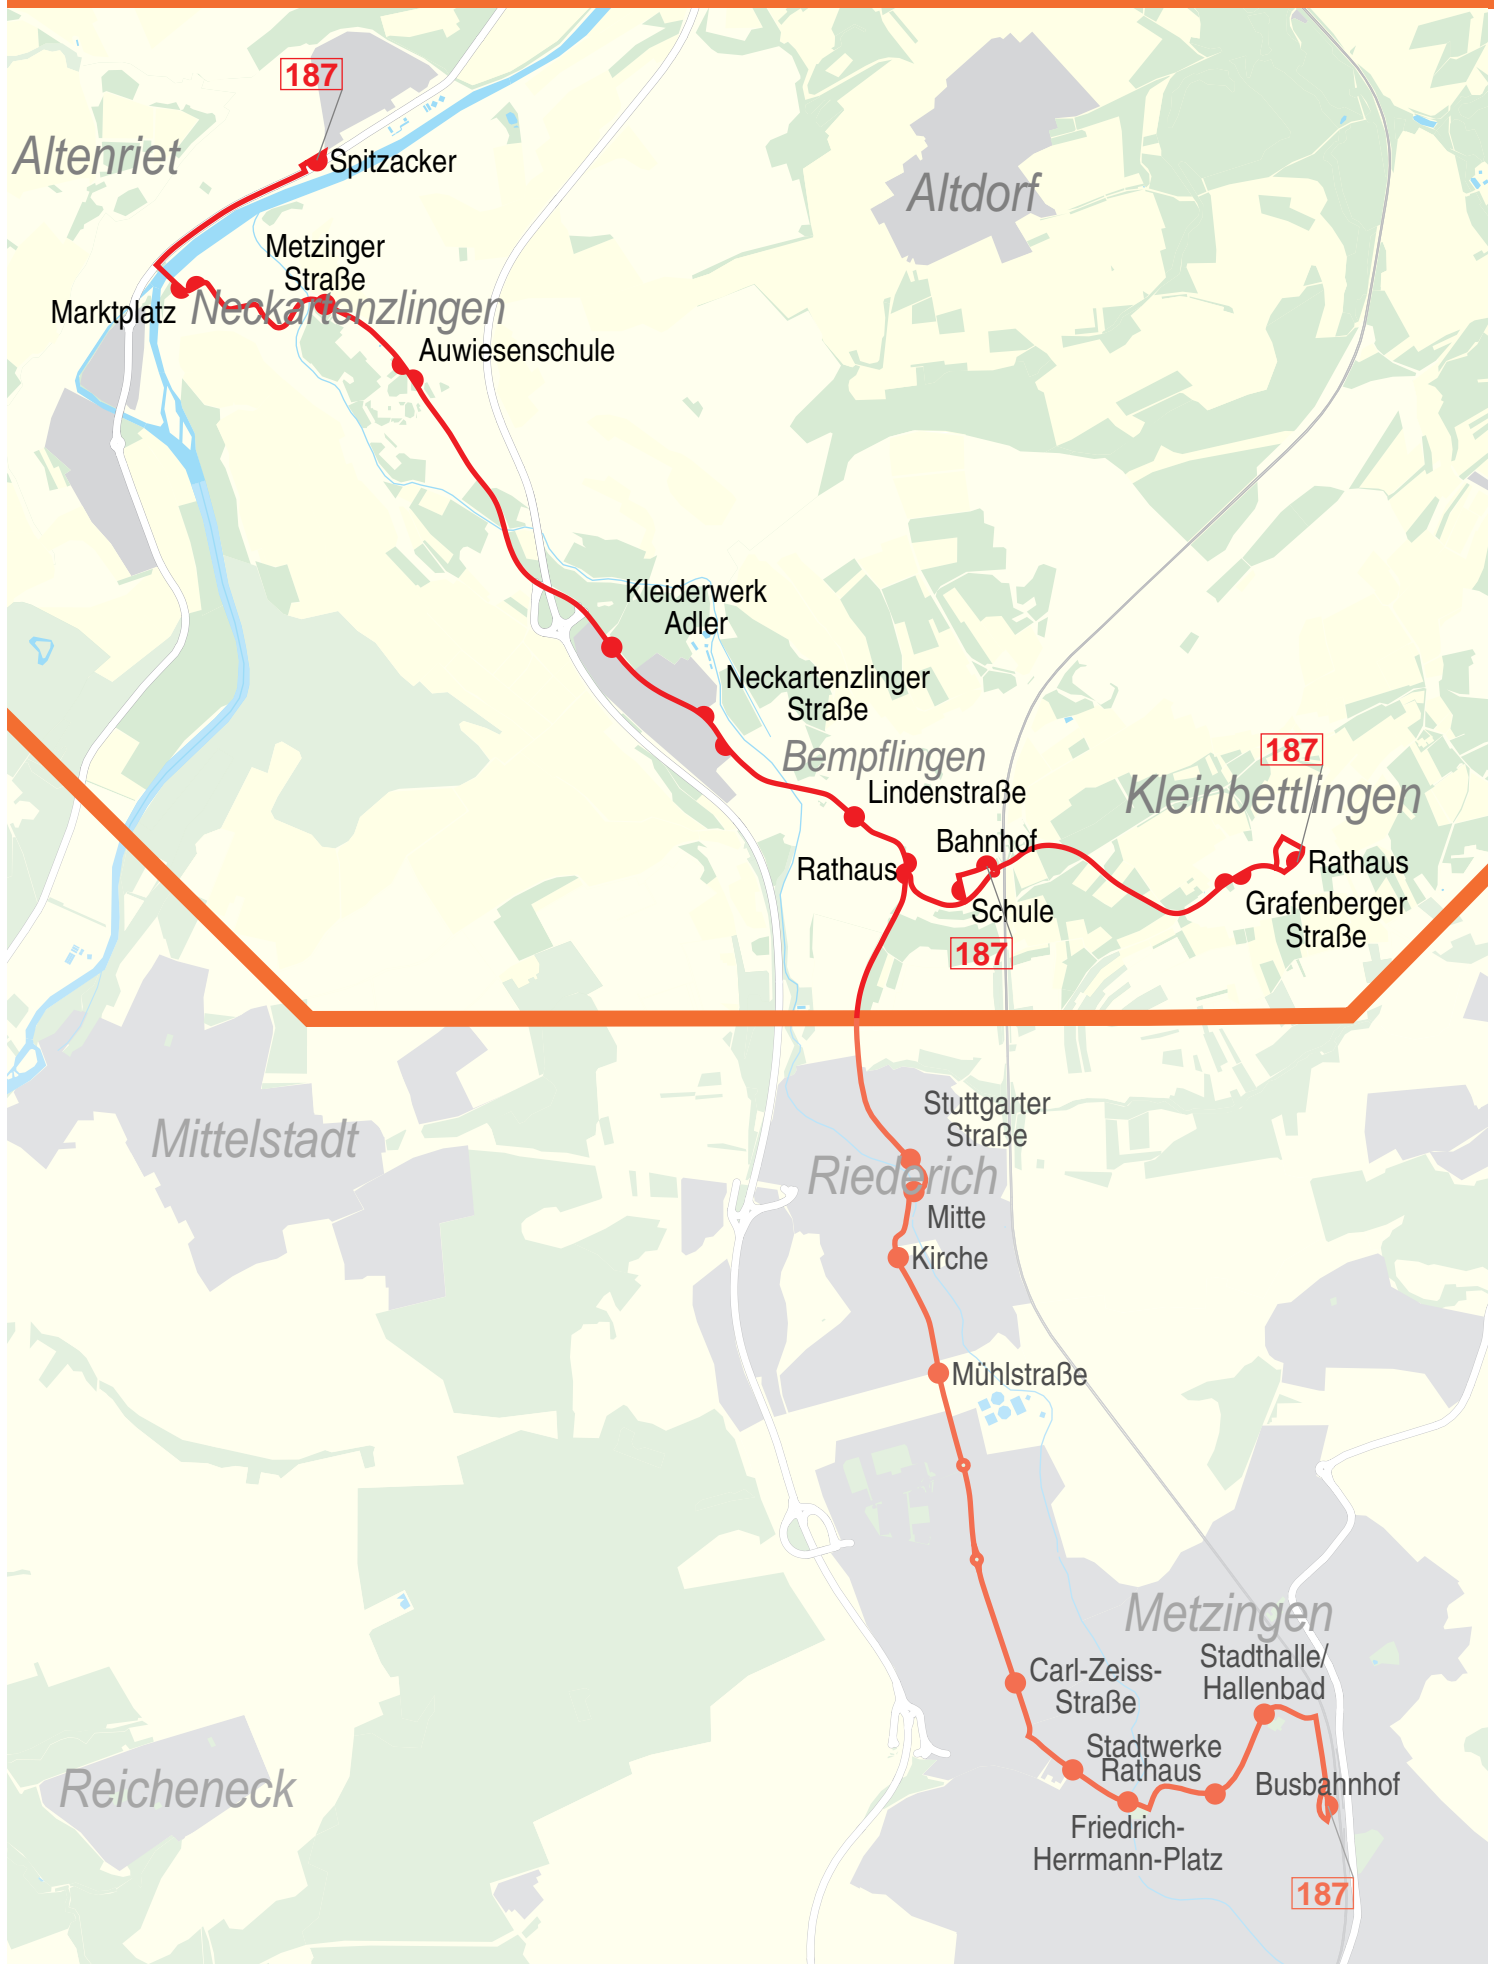 187
Altenriet
Spitzacker
Altdorf
Metzinger
Straße
Marktplatz
Neckartenzlingen
Auwiesenschule
Kleiderwerk
Adler
Neckartenzlinger
Straße
Bempflingen
187
Kleinbettlingen
Lindenstraße
Bahnhof
Rathaus
Rathaus
Schule
Grafenberger
Straße
187
Stuttgarter
Straße
Mittelstadt
Riederich
Mitte
Kirche
Mühlstraße
Metzingen
Stadthalle/
Hallenbad
Carl-Zeiss-
Straße
Stadtwerke
Rathaus
Reicheneck
Busbahnhof
Friedrich-
Herrmann-Platz
187